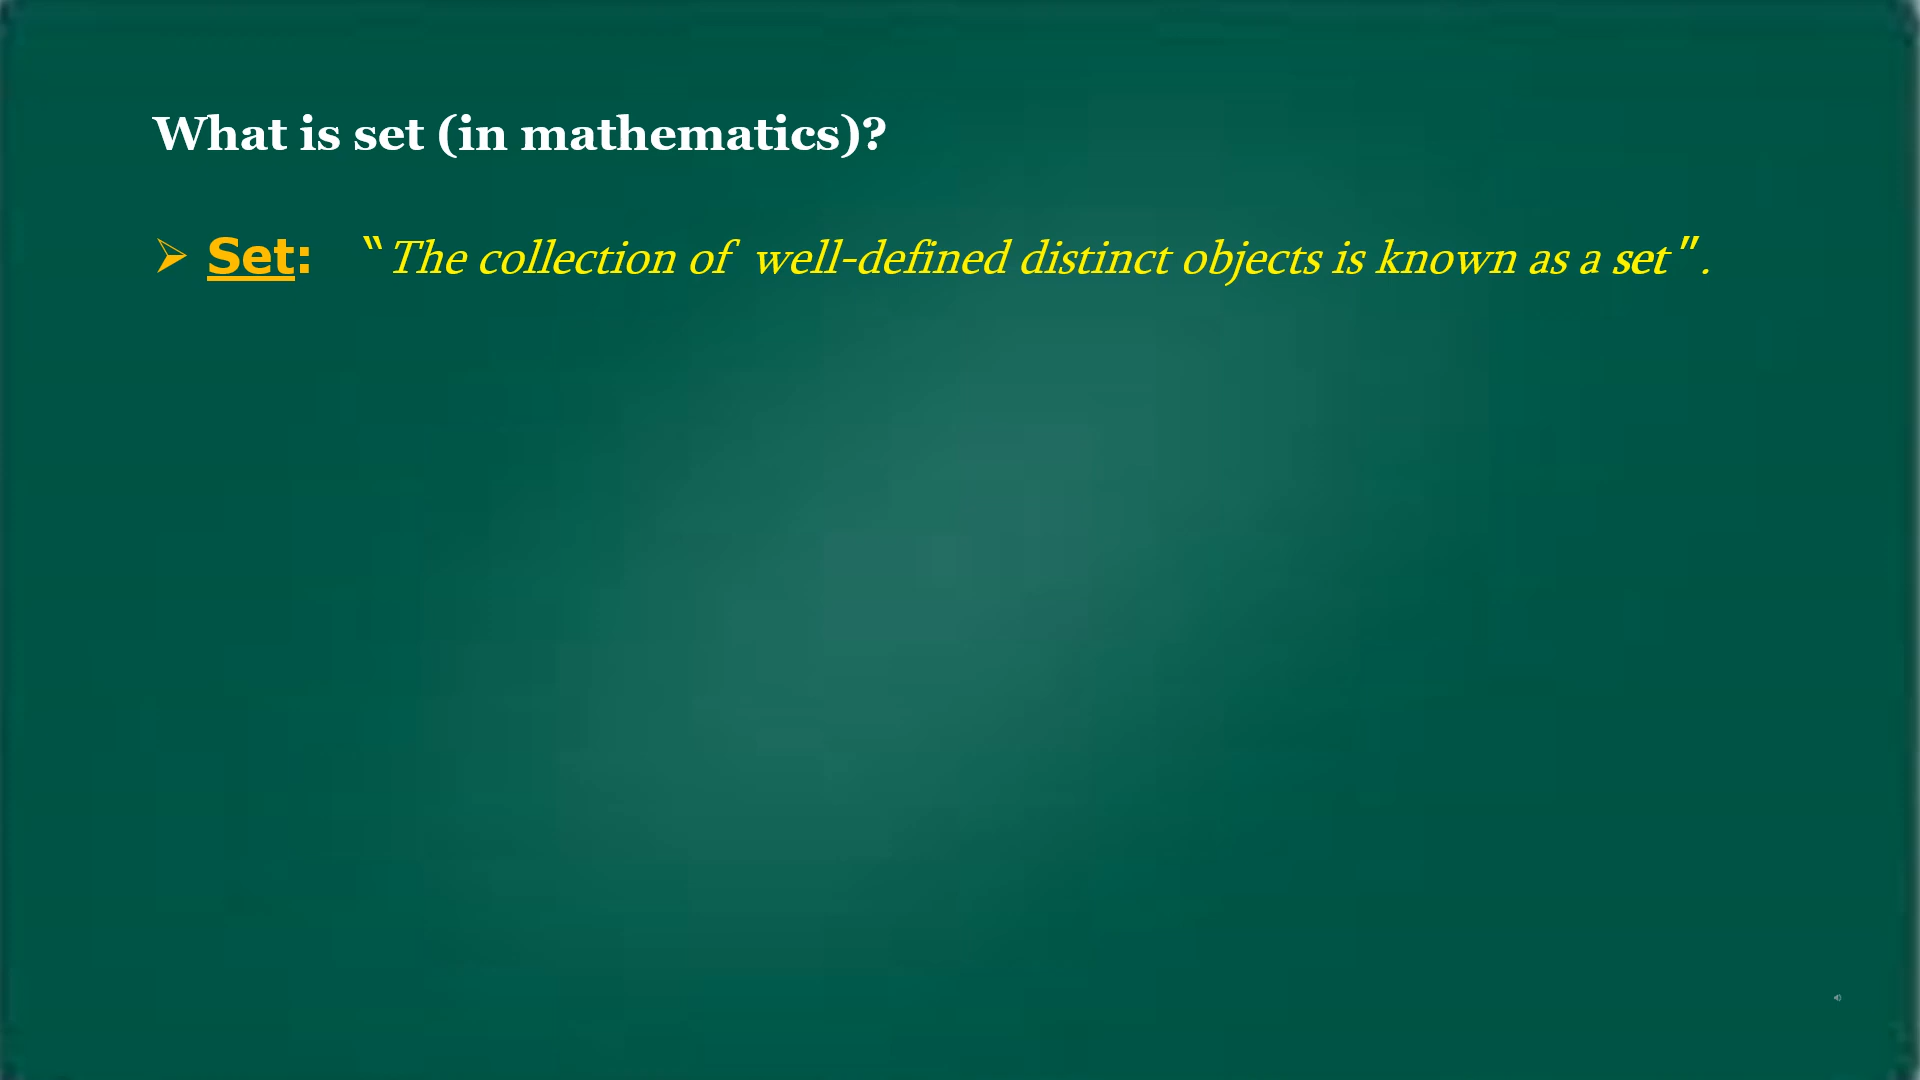 What is set (in mathematics)?
➢ Set: “The collection of well-defined distinct objects is known as a set”.